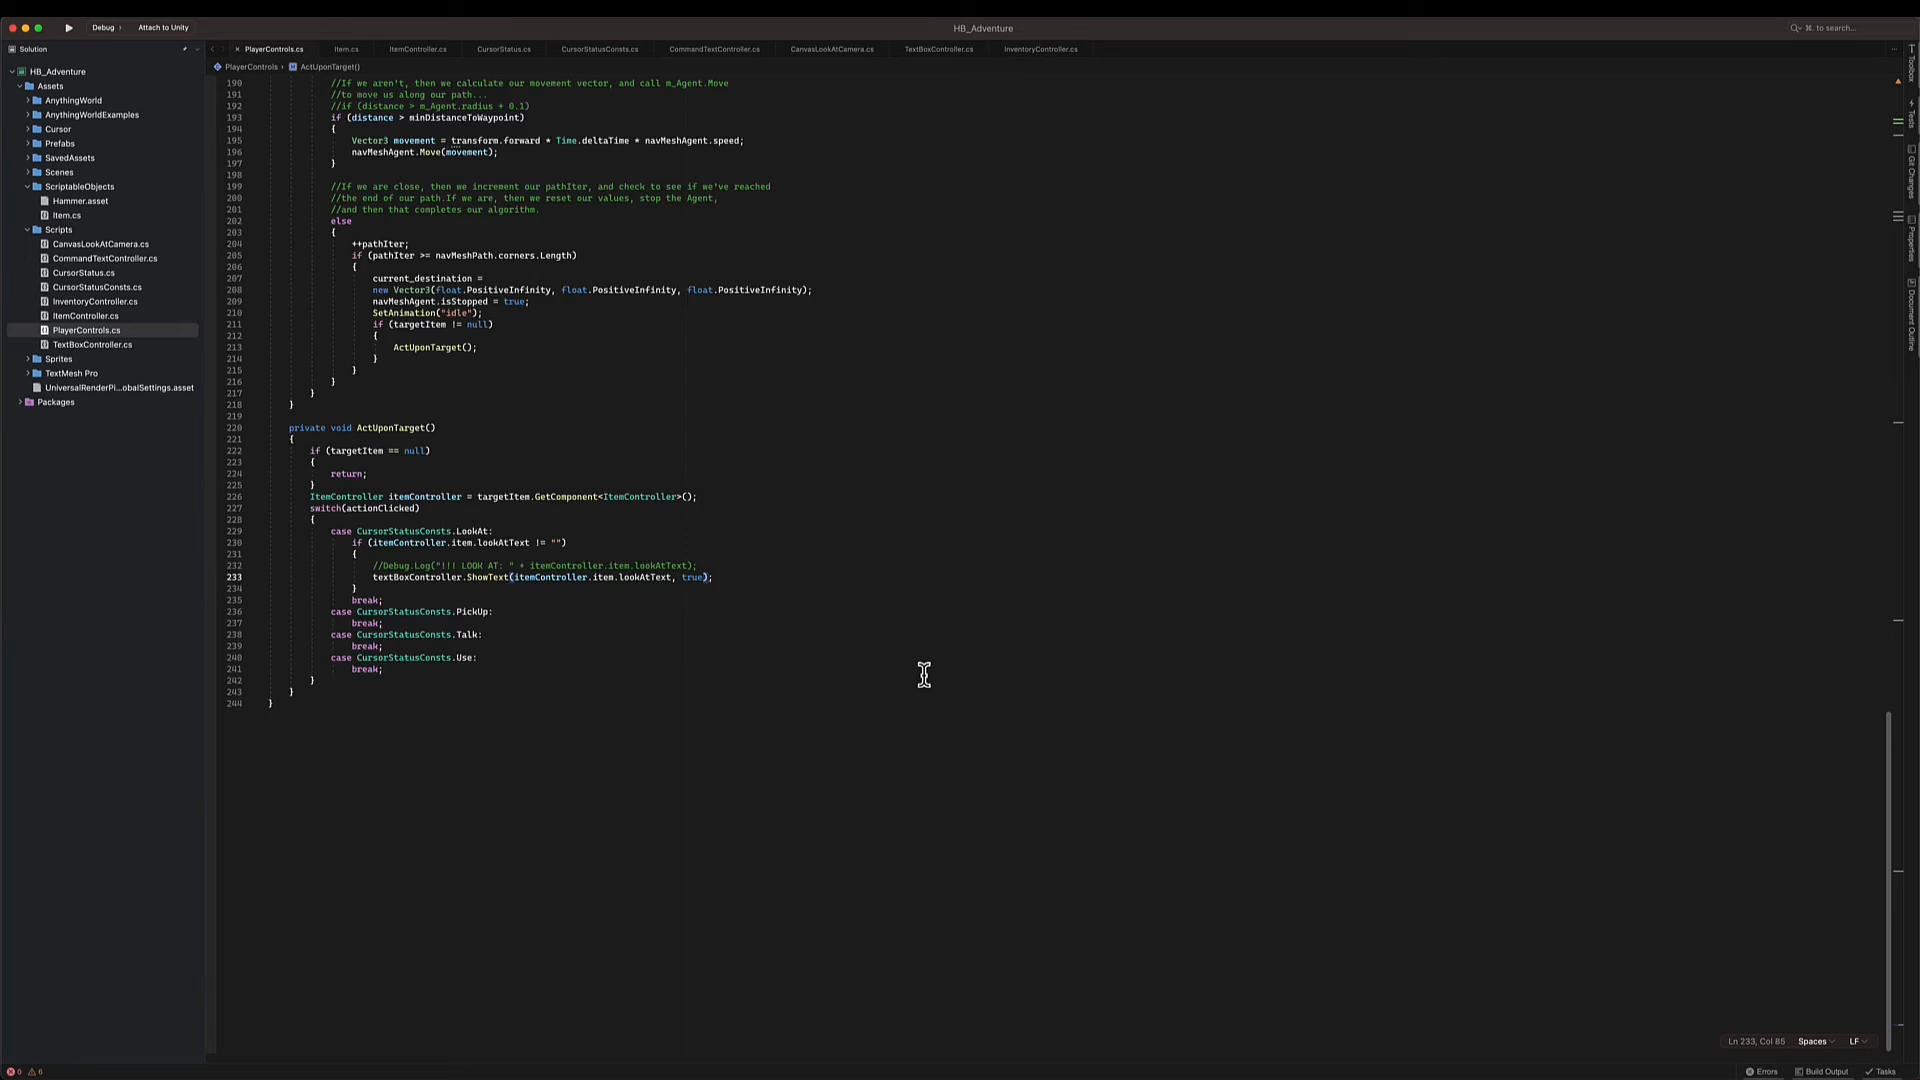 Debug › Attach to Unity HB_Adventure ⌘. to search...
Solution
PlayerControls.cs Item.cs ItemController.cs CursorStatus.cs CursorStatusConsts.cs CommandTextController.cs CanvasLookAtCamera.cs TextBoxController.cs InventoryController.cs
PlayerControls › ActUponTarget()
HB_Adventure
Assets
AnythingWorld
AnythingWorldExamples
Cursor
Prefabs
SavedAssets
Scenes
ScriptableObjects
Hammer.asset
Item.cs
Scripts
CanvasLookAtCamera.cs
CommandTextController.cs
CursorStatus.cs
CursorStatusConsts.cs
InventoryController.cs
ItemController.cs
PlayerControls.cs
TextBoxController.cs
Sprites
TextMesh Pro
UniversalRenderPi...obalSettings.asset
Packages
190 //If we aren't, then we calculate our movement vector, and call m_Agent.Move
191 //to move us along our path...
192 //if (distance > m_Agent.radius + 0.1)
193 if (distance > minDistanceToWaypoint)
194 {
195 Vector3 movement = transform.forward * Time.deltaTime * navMeshAgent.speed;
196 navMeshAgent.Move(movement);
197 }
198
199 //If we are close, then we increment our pathIter, and check to see if we've reached
200 //the end of our path.If we are, then we reset our values, stop the Agent,
201 //and then that completes our algorithm.
202 else
203 {
204 ++pathIter;
205 if (pathIter >= navMeshPath.corners.Length)
206 {
207 current_destination =
208 new Vector3(float.PositiveInfinity, float.PositiveInfinity, float.PositiveInfinity);
209 navMeshAgent.isStopped = true;
210 SetAnimation("idle");
211 if (targetItem != null)
212 {
213 ActUponTarget();
214 }
215 }
216 }
217 }
218 }
219
220 private void ActUponTarget()
221 {
222 if (targetItem == null)
223 {
224 return;
225 }
226 ItemController itemController = targetItem.GetComponent<ItemController>();
227 switch(actionClicked)
228 {
229 case CursorStatusConsts.LookAt:
230 if (itemController.item.lookAtText != "")
231 {
232 //Debug.Log("!!! LOOK AT: " + itemController.item.lookAtText);
233 textBoxController.ShowText(itemController.item.lookAtText, true);
234 }
235 break;
236 case CursorStatusConsts.PickUp:
237 break;
238 case CursorStatusConsts.Talk:
239 break;
240 case CursorStatusConsts.Use:
241 break;
242 }
243 }
244 }
Toolbox
Tests
Git Changes
Properties
Document Outline
Ln 233, Col 85 Spaces LF
0 6 Errors Build Output Tasks